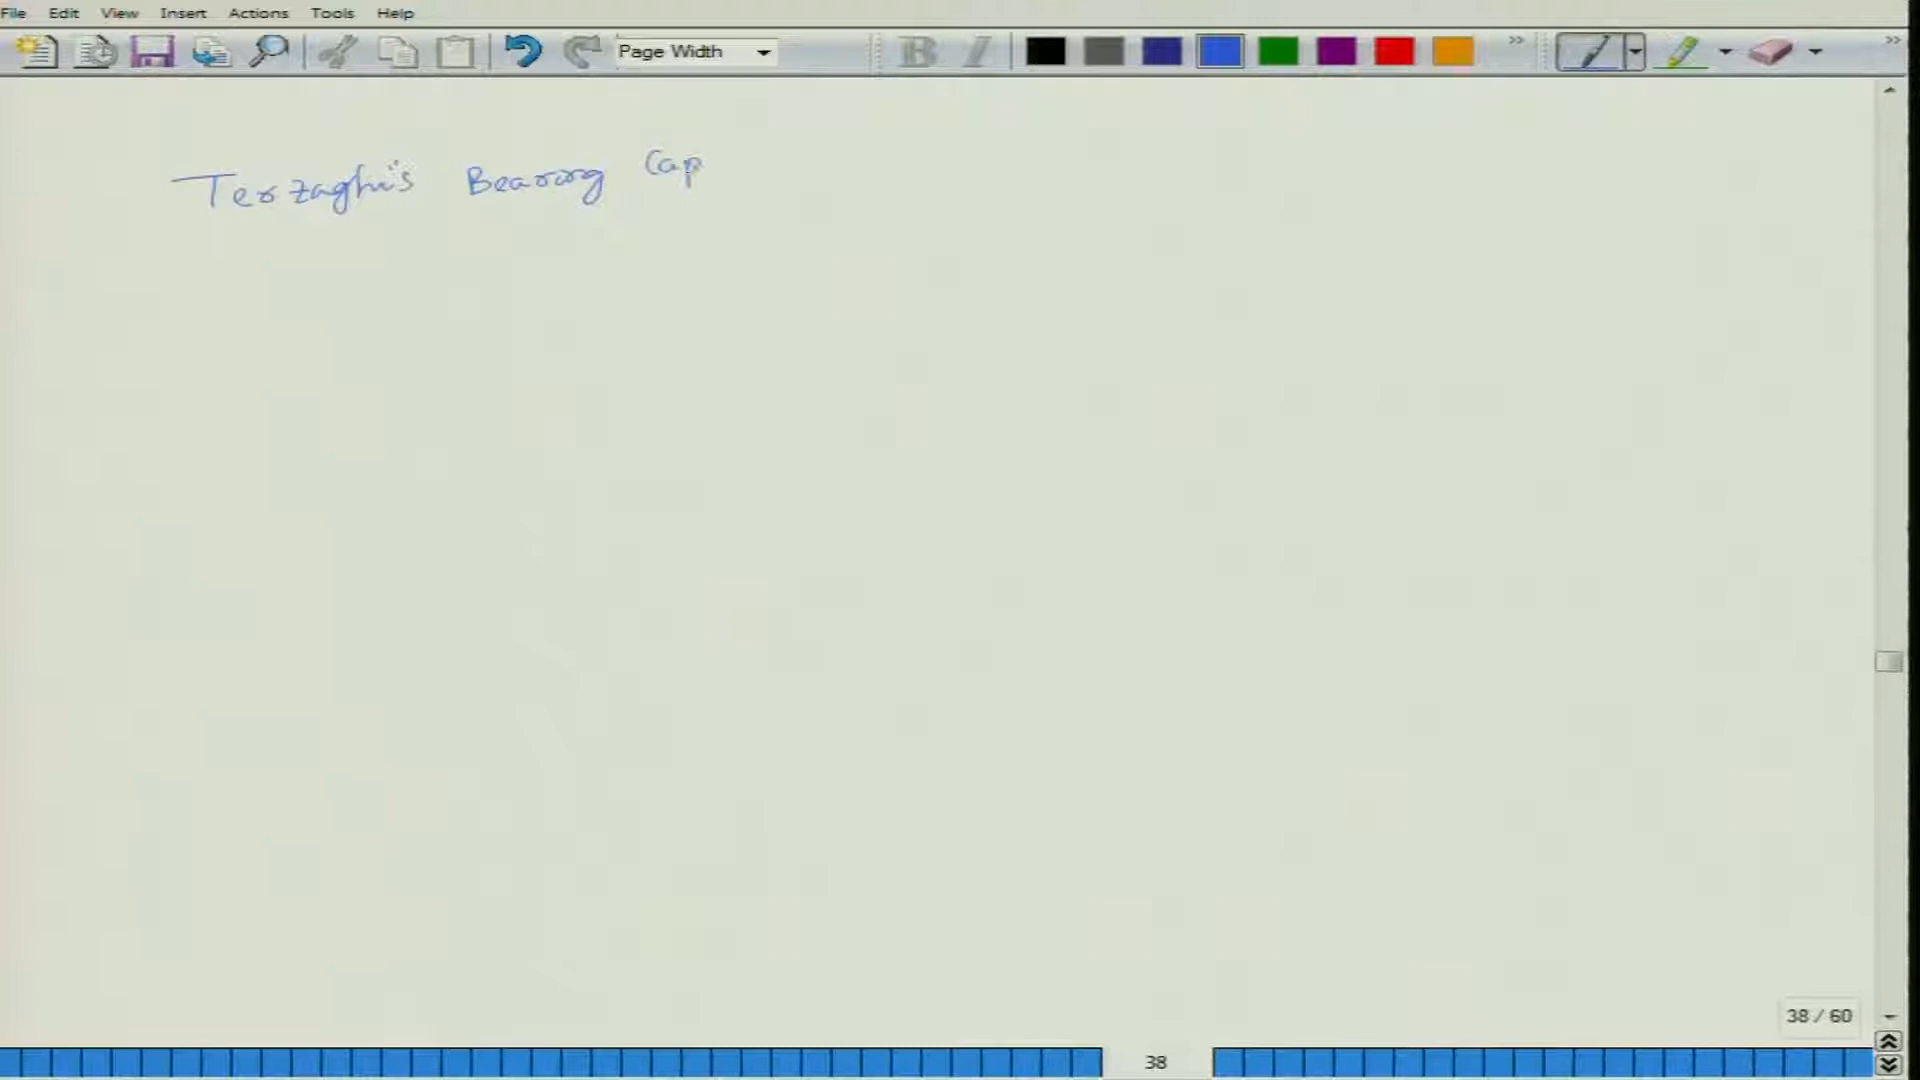 File Edit View Insert Actions Tools Help
Page Width B I
Terzaghi's Bearing Cap
38 / 60
38